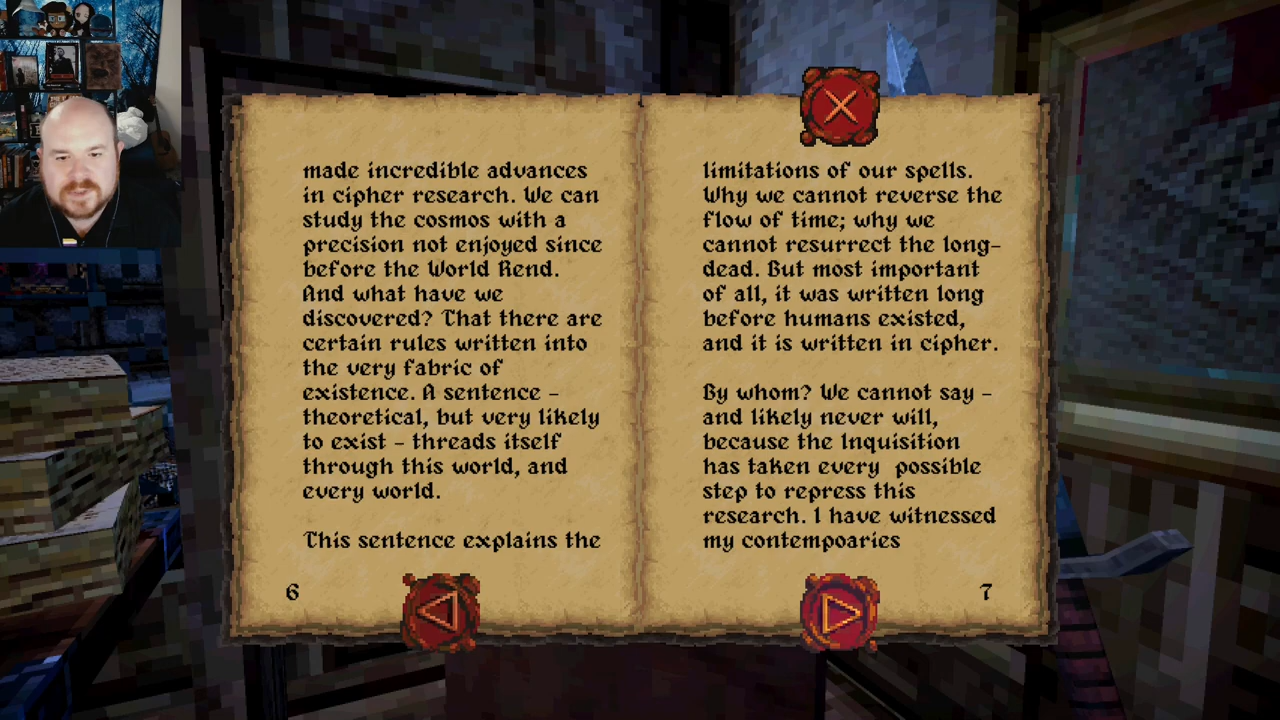 made incredible advances
in cipher research. We can
study the cosmos with a
precision not enjoyed since
before the World Rend.
And what have we
discovered? That there are
certain rules written into
the very fabric of
existence. A sentence -
theoretical, but very likely
to exist - threads itself
through this world, and
every world.
This sentence explains the
6
limitations of our spells.
Why we cannot reverse the
flow of time; why we
cannot resurrect the long-
dead. But most important
of all, it was written long
before humans existed,
and it is written in cipher.
By whom? We cannot say -
and likely never will,
because the Inquisition
has taken every possible
step to repress this
research. I have witnessed
my contempoaries
7